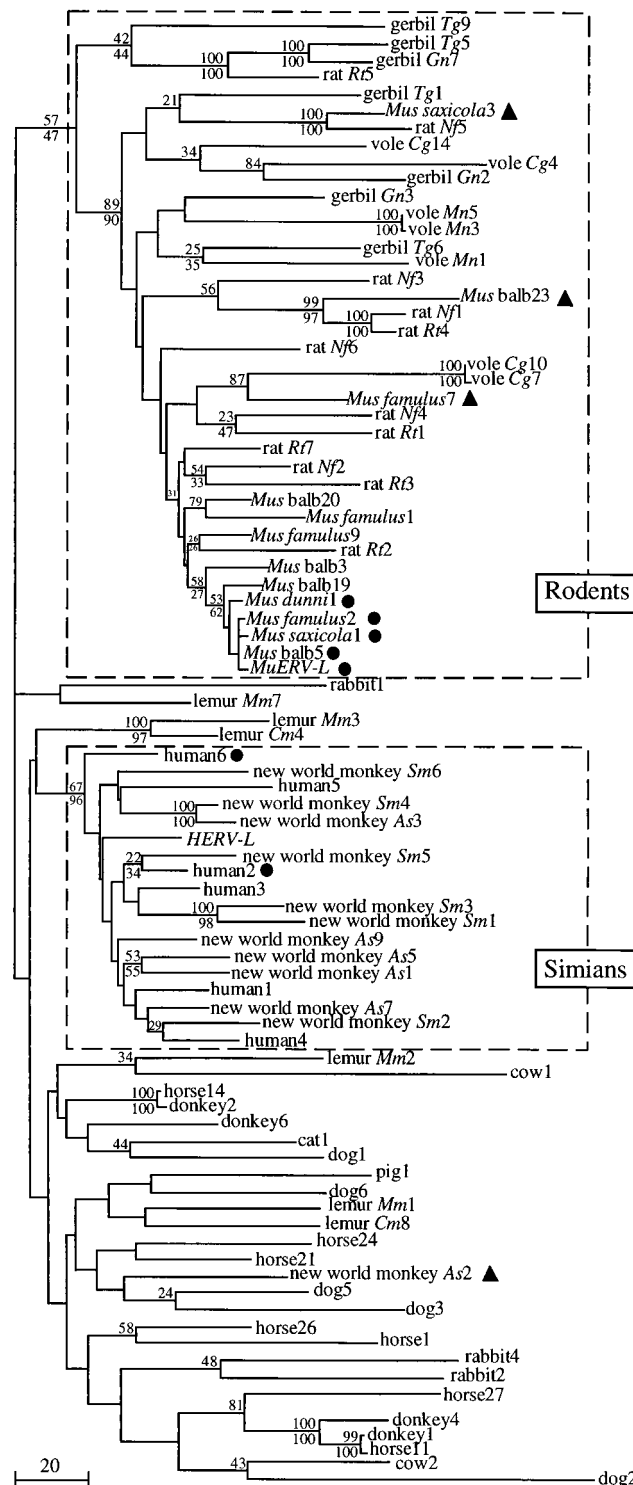 42
44
gerbil Tg9
100
100
gerbil Tg5
100
100
gerbil Gn7
rat Rt5
57
47
21
gerbil Tg1
100
100
Mus saxicola3 ▲
rat Nf5
34
vole Cg14
84
vole Cg4
gerbil Gn2
89
90
gerbil Gn3
100
100
vole Mn5
vole Mn3
25
35
gerbil Tg6
vole Mn1
56
rat Nf3
99
97
Mus balb23 ▲
100
100
rat Nf1
rat Rt4
rat Nf6
87
100
100
vole Cg10
vole Cg7
Mus famulus7 ▲
23
47
rat Nf4
rat Rt1
31
rat Rt7
54
33
rat Nf2
rat Rt3
79
Mus balb20
Mus famulus1
26
26
Mus famulus9
rat Rt2
58
27
Mus balb3
53
62
Mus balb19
Mus dunni1 ●
Mus famulus2 ●
Mus saxicola1 ●
Mus balb5 ●
MuERV-L ●
Rodents
rabbit1
lemur Mm7
100
97
lemur Mm3
lemur Cm4
67
96
human6 ●
new world monkey Sm6
human5
100
100
new world monkey Sm4
new world monkey As3
HERV-L
22
34
new world monkey Sm5
human2 ●
human3
100
98
new world monkey Sm3
new world monkey Sm1
new world monkey As9
53
55
new world monkey As5
new world monkey As1
human1
new world monkey As7
29
new world monkey Sm2
human4
Simians
34
lemur Mm2
cow1
100
100
horse14
donkey2
donkey6
44
cat1
dog1
pig1
dog6
lemur Mm1
lemur Cm8
horse24
horse21
new world monkey As2 ▲
24
dog5
dog3
58
horse26
horse1
48
rabbit4
rabbit2
81
horse27
100
100
donkey4
99
100
donkey1
horse11
43
cow2
dog2
20